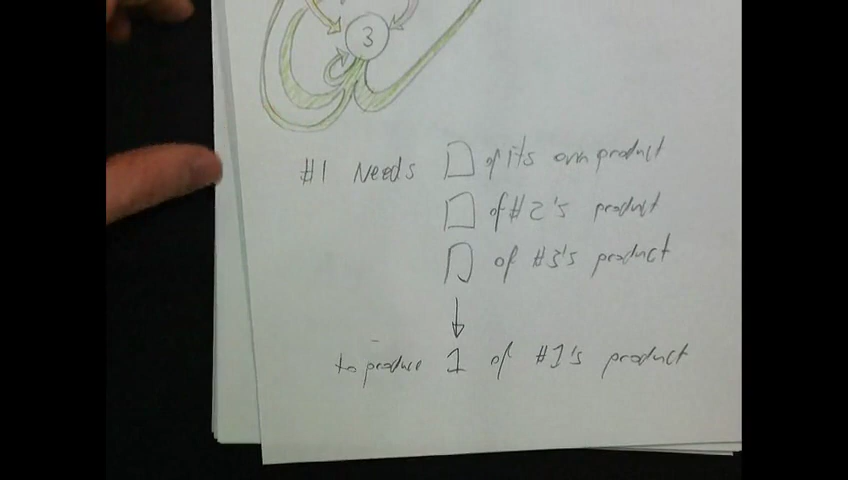 3
#1 Needs □ of its own product
□ of #2's product
□ of #3's product
↓
to produce 1 of #1's product